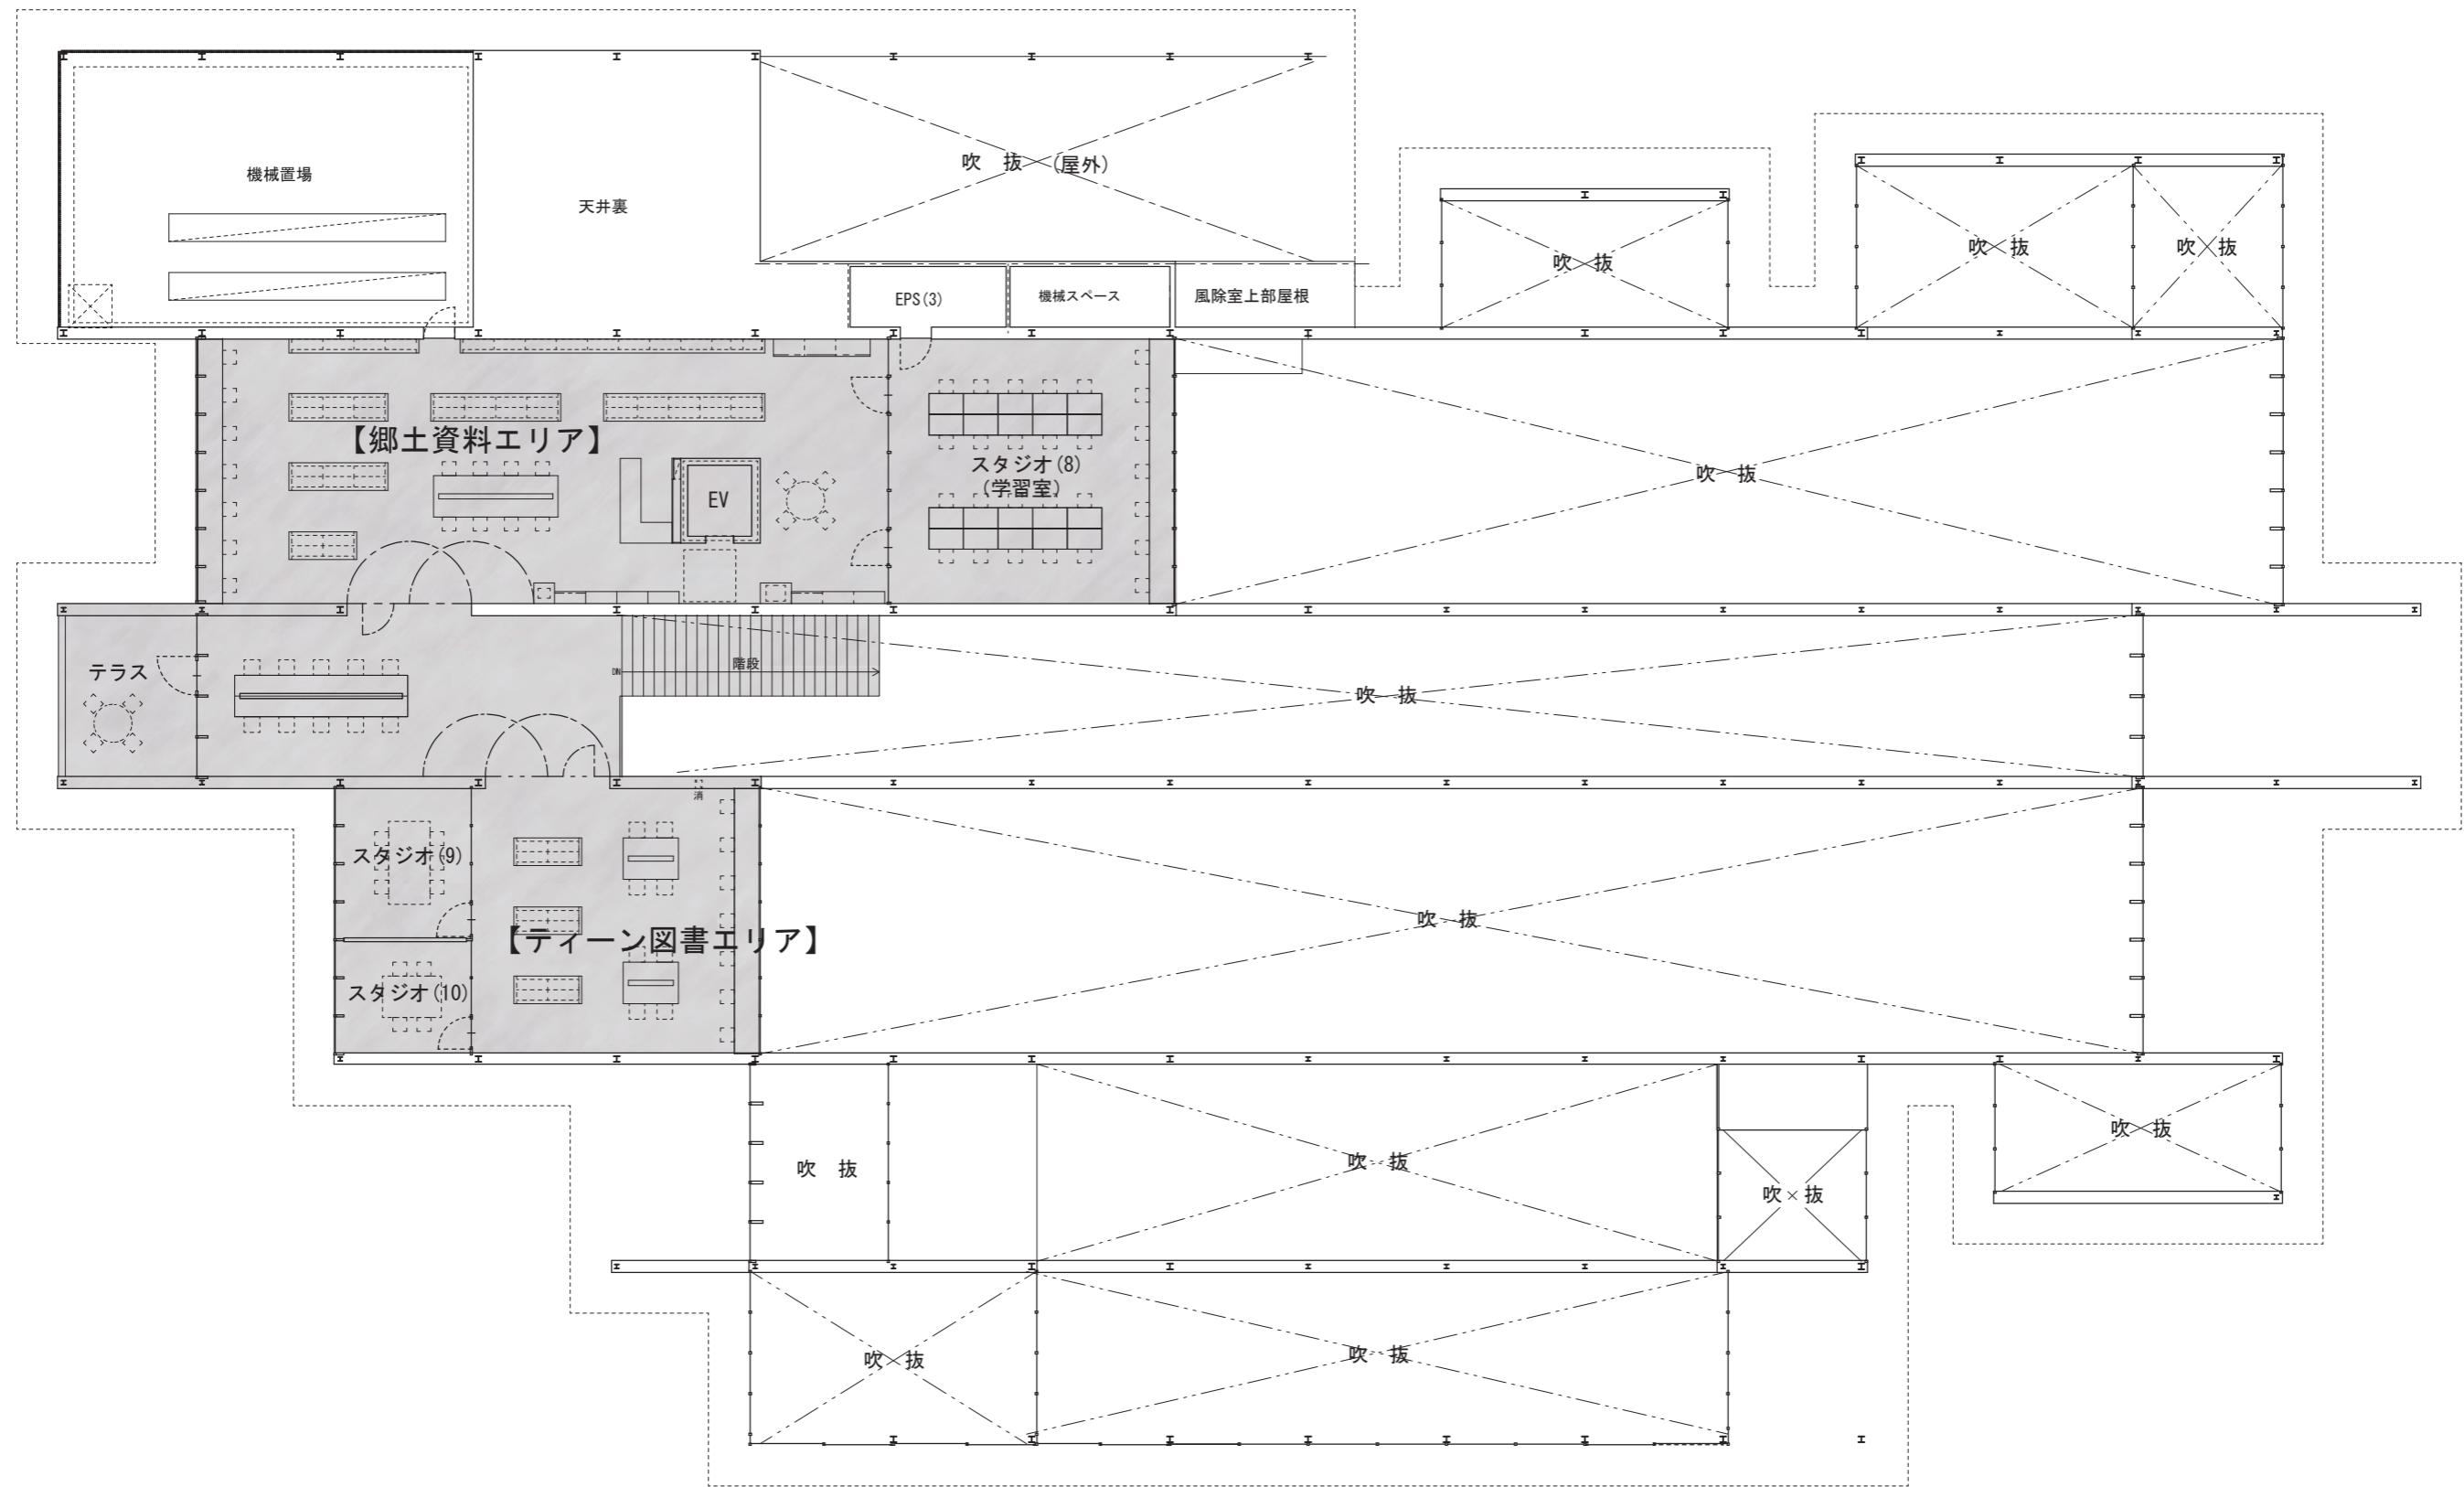 吹 抜 (屋外)
機械置場
天井裏
吹 抜
吹 抜
吹 抜
EPS(3)
機械スペース
風除室上部屋根
【郷土資料エリア】
スタジオ(8)
(学習室)
吹 抜
EV
テラス
DN
階段
吹 抜
消
スタジオ(9)
吹 抜
【ティーン図書エリア】
スタジオ(10)
吹 抜
吹 抜
吹 抜
吹 抜
吹 抜
吹 抜